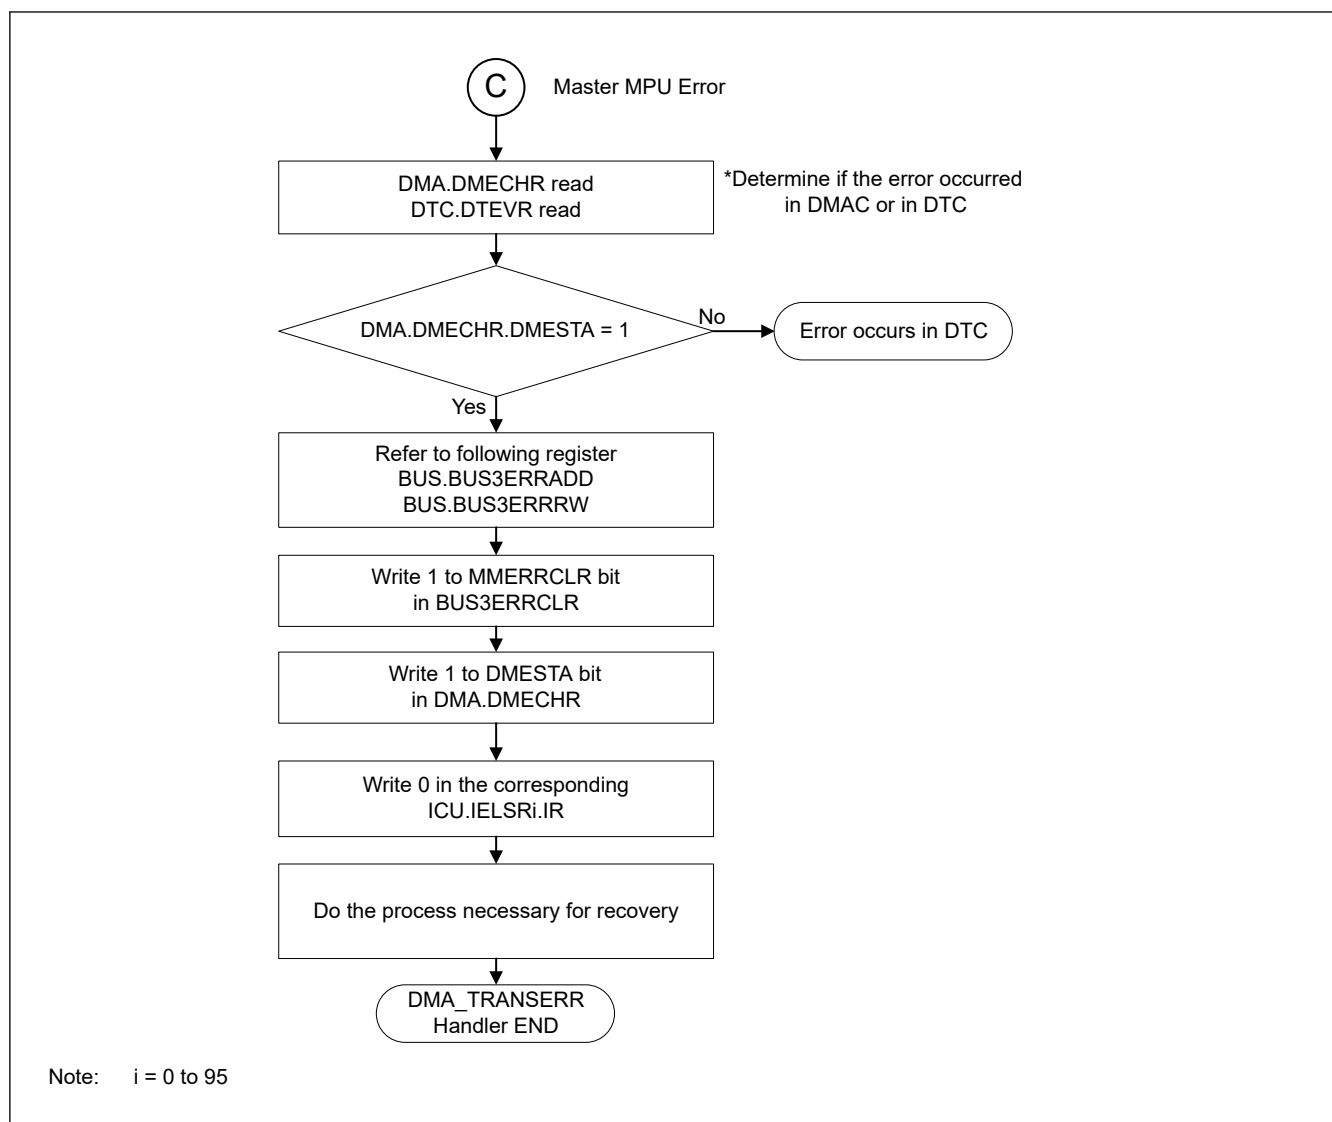 C
Master MPU Error
DMA.DMECHR read
DTC.DTEVR read
*Determine if the error occurred
in DMAC or in DTC
DMA.DMECHR.DMESTA = 1
No
Error occurs in DTC
Yes
Refer to following register
BUS.BUS3ERRADD
BUS.BUS3ERRRW
Write 1 to MMERRCLR bit
in BUS3ERRCLR
Write 1 to DMESTA bit
in DMA.DMECHR
Write 0 in the corresponding
ICU.IELSRi.IR
Do the process necessary for recovery
DMA_TRANSERR
Handler END
Note: i = 0 to 95